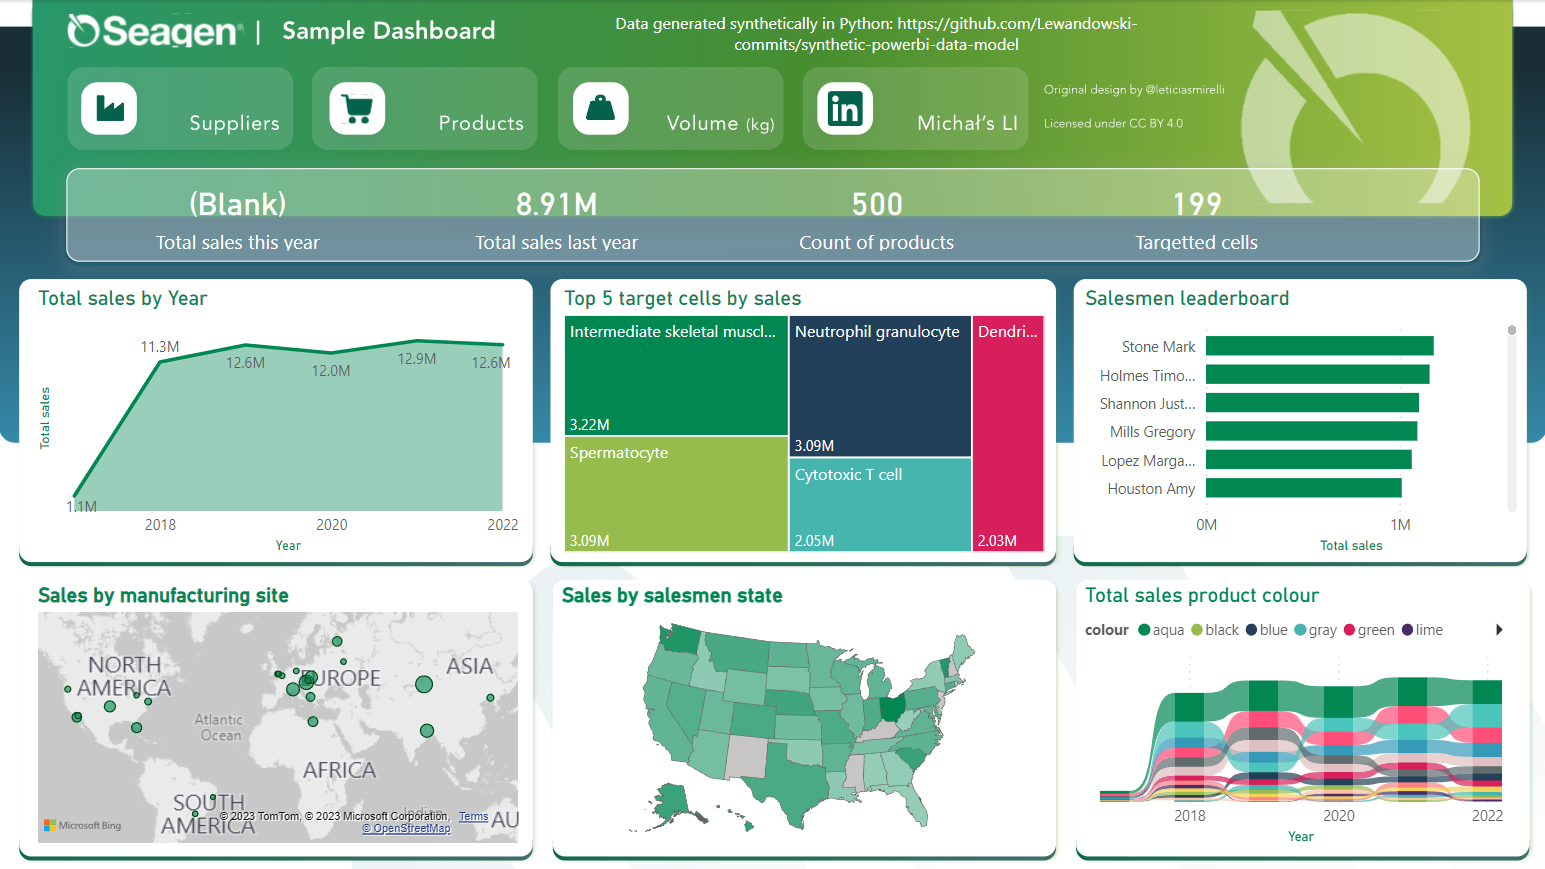 Seagen® | Sample Dashboard
Data generated synthetically in Python: https://github.com/Lewandowski-
commits/synthetic-powerbi-data-model
Suppliers
Products
Volume (kg)
Michał’s LI
Original design by @leticiasmirelli
Licensed under CC BY 4.0
(Blank)
Total sales this year
8.91M
Total sales last year
500
Count of products
199
Targetted cells
Total sales by Year
Total sales
11.3M
12.6M
12.0M
12.9M
12.6M
1.1M
2018
2020
2022
Year
Top 5 target cells by sales
Intermediate skeletal muscl...
3.22M
Spermatocyte
3.09M
Neutrophil granulocyte
3.09M
Cytotoxic T cell
2.05M
Dendri...
2.03M
Salesmen leaderboard
Stone Mark
Holmes Timo...
Shannon Just...
Mills Gregory
Lopez Marga...
Houston Amy
0M
1M
Total sales
Sales by manufacturing site
NORTH
AMERICA
EUROPE
ASIA
Atlantic
Ocean
AFRICA
SOUTH
AMERICA
Indian
AU
Microsoft Bing
© 2023 TomTom, © 2023 Microsoft Corporation, Terms
© OpenStreetMap
Sales by salesmen state
Total sales product colour
colour aqua black blue gray green lime
2018
2020
2022
Year